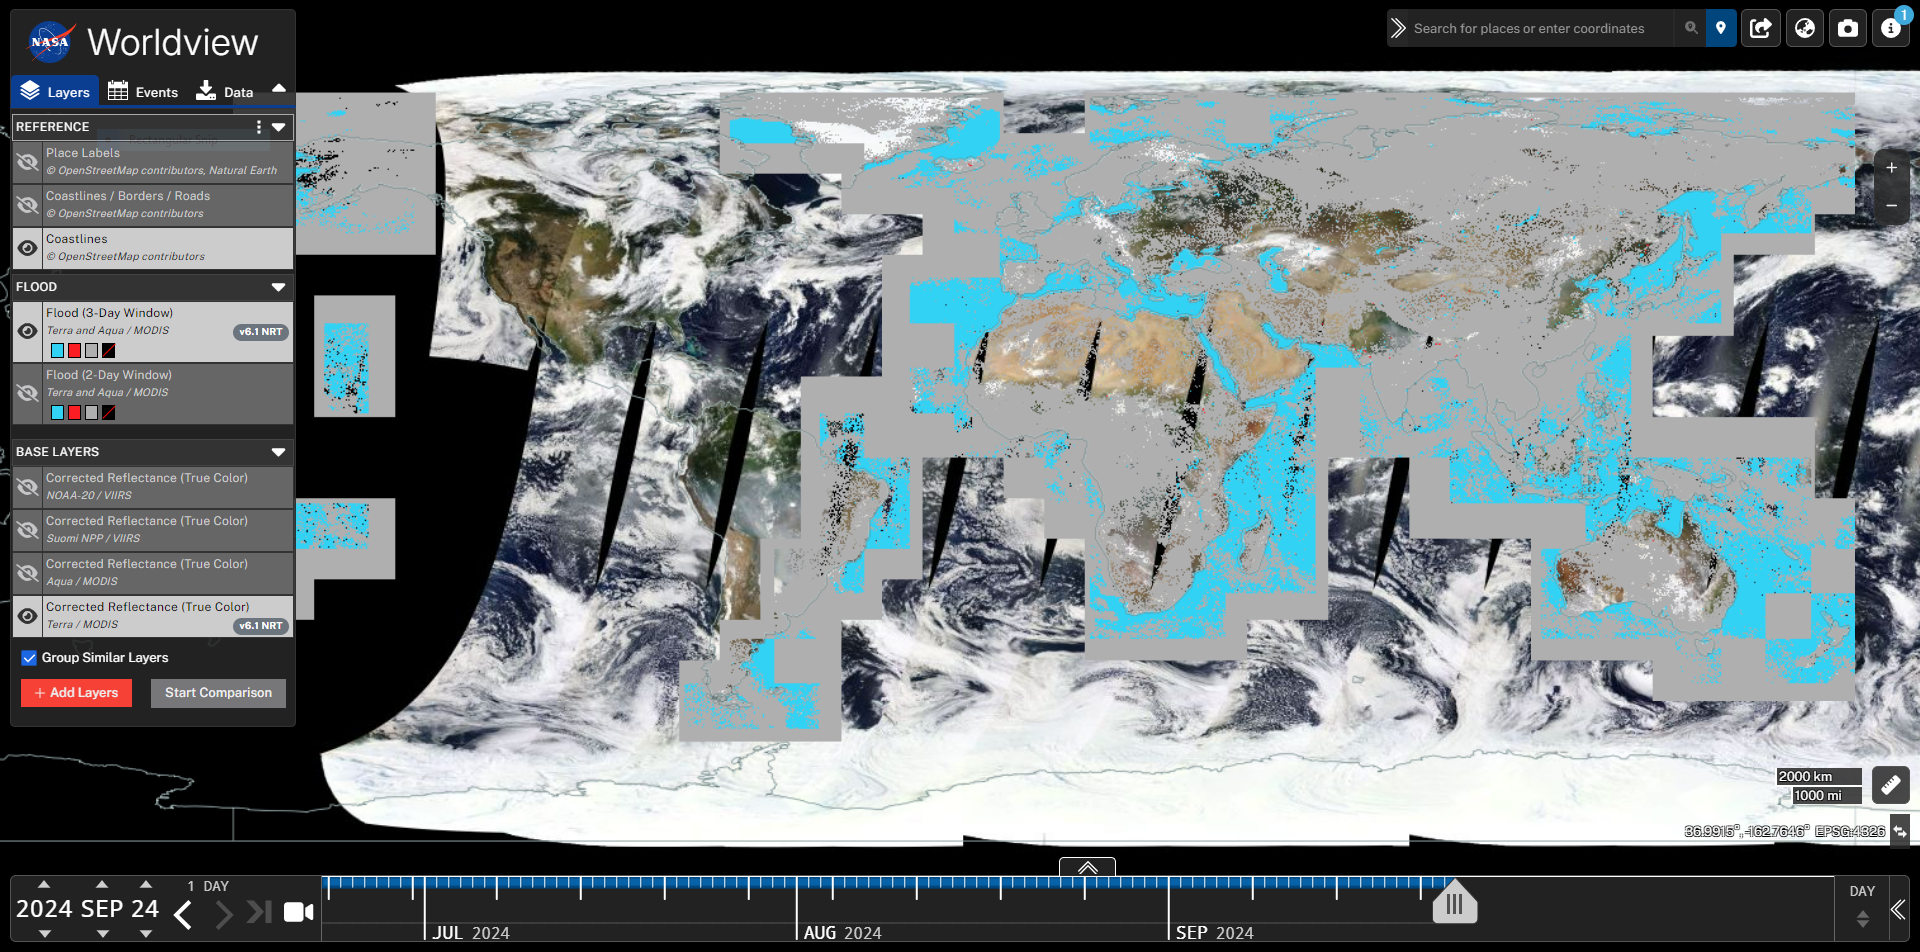 NASA Worldview
Search for places or enter coordinates
1
Layers Events Data
REFERENCE
Rectangular Snip
Place Labels
© OpenStreetMap contributors, Natural Earth
Coastlines / Borders / Roads
© OpenStreetMap contributors
Coastlines
© OpenStreetMap contributors
FLOOD
Flood (3-Day Window)
Terra and Aqua / MODIS
v6.1 NRT
Flood (2-Day Window)
Terra and Aqua / MODIS
BASE LAYERS
Corrected Reflectance (True Color)
NOAA-20 / VIIRS
Corrected Reflectance (True Color)
Suomi NPP / VIIRS
Corrected Reflectance (True Color)
Aqua / MODIS
Corrected Reflectance (True Color)
Terra / MODIS
v6.1 NRT
Group Similar Layers
+ Add Layers Start Comparison
+
−
2000 km
1000 mi
36.9915°, -162.7646° EPSG:4326
1 DAY
2024 SEP 24
JUL 2024
AUG 2024
SEP 2024
DAY